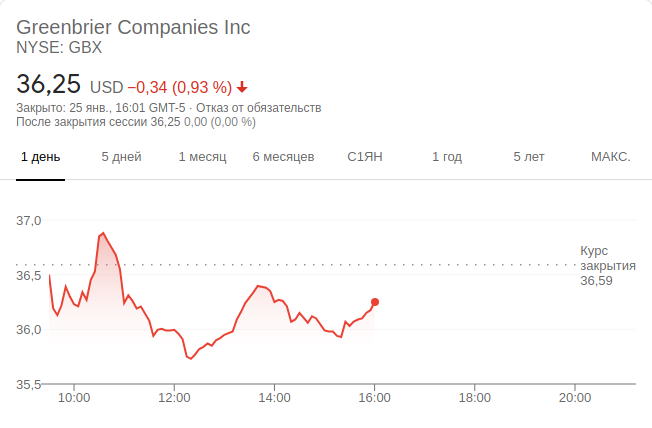 Greenbrier Companies Inc
NYSE: GBX
36,25 USD −0,34 (0,93 %)
Закрыто: 25 янв., 16:01 GMT-5 · Отказ от обязательств
После закрытия сессии 36,25 0,00 (0,00 %)
1 день 5 дней 1 месяц 6 месяцев С1ЯН 1 год 5 лет МАКС.
37,0
Курс
закрытия
36,59
36,5
36,0
35,5
10:00 12:00 14:00 16:00 18:00 20:00